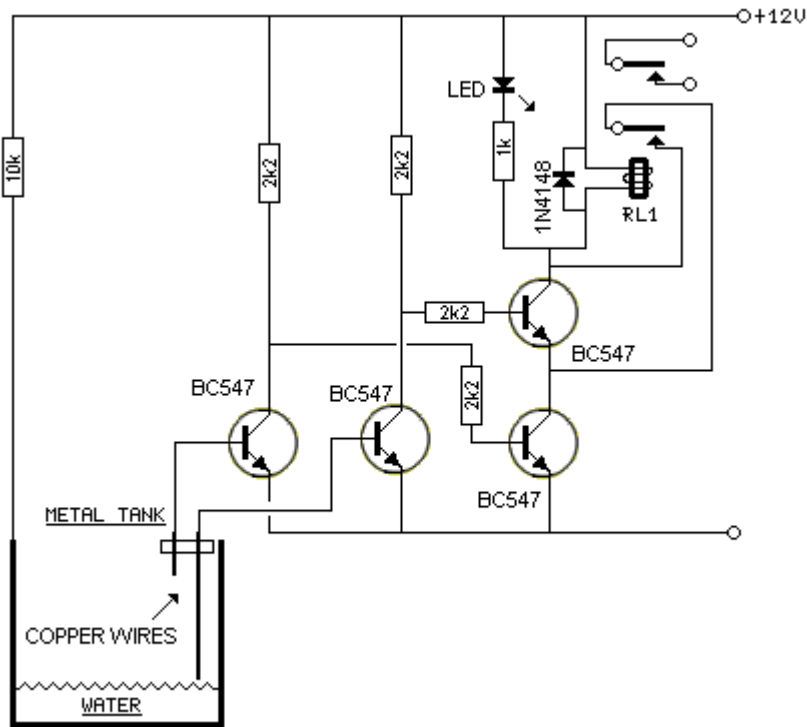 +12V
LED
10k
2k2
2k2
1k
1N4148
RL1
2k2
BC547
2k2
BC547
BC547
BC547
METAL TANK
COPPER WIRES
WATER